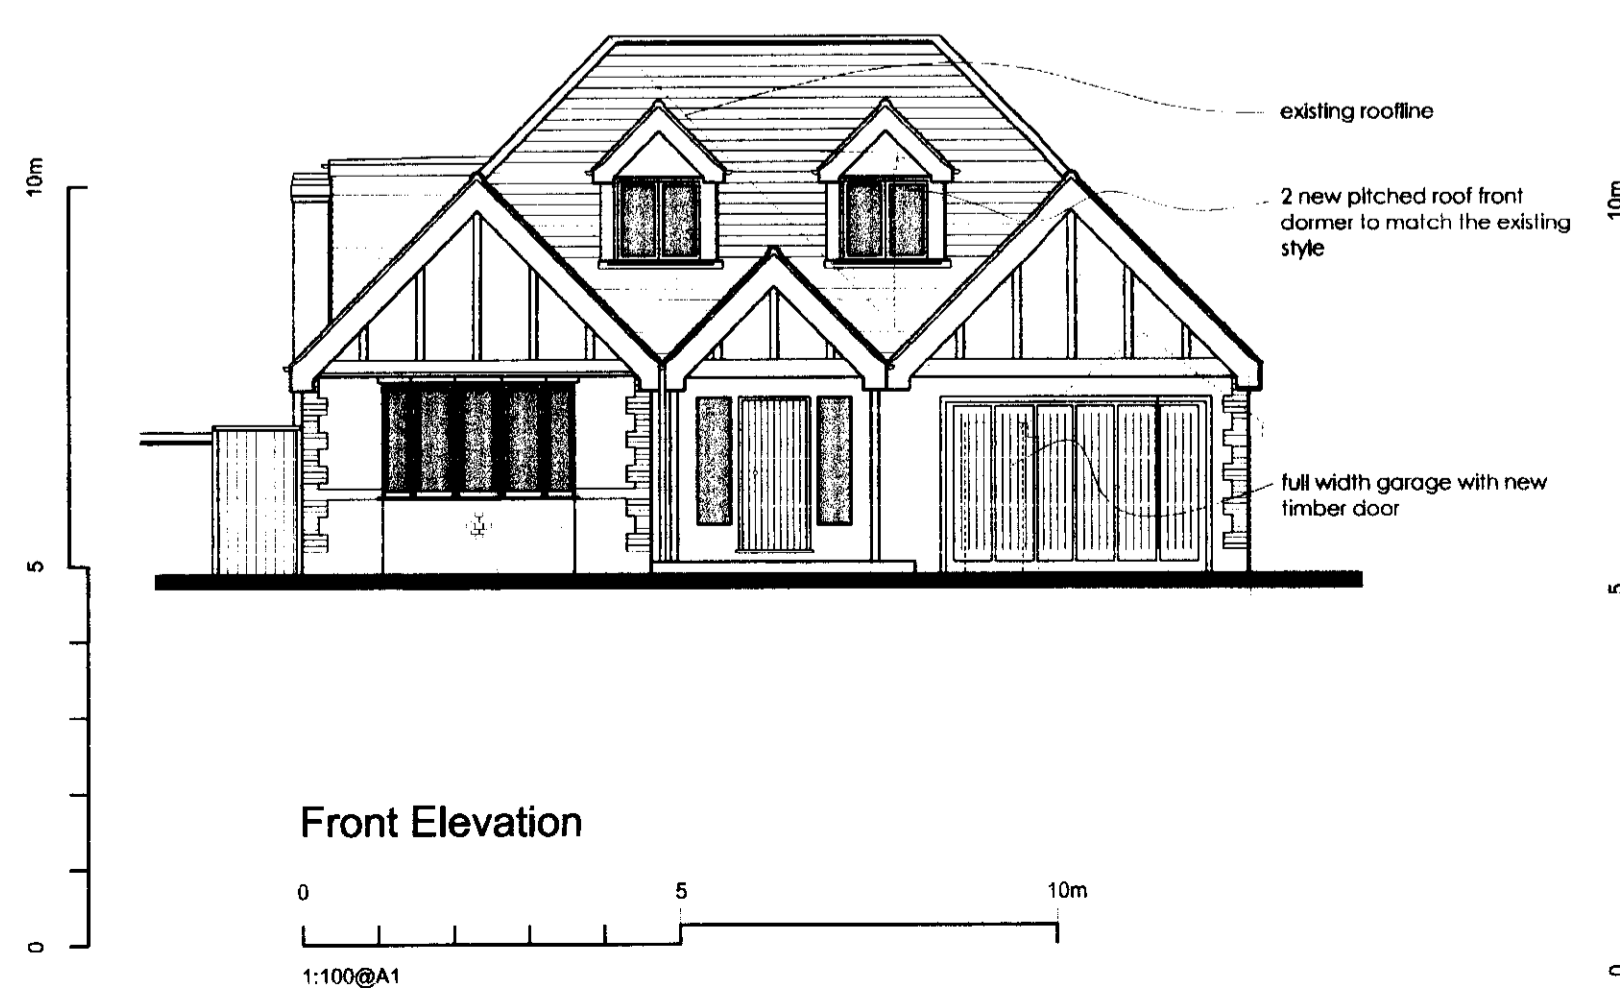 existing roofline
10m
10m
2 new pitched roof front
dormer to match the existing
style
full width garage with new
timber door
5
5
Front Elevation
0
5
10m
0
0
1:100@A1